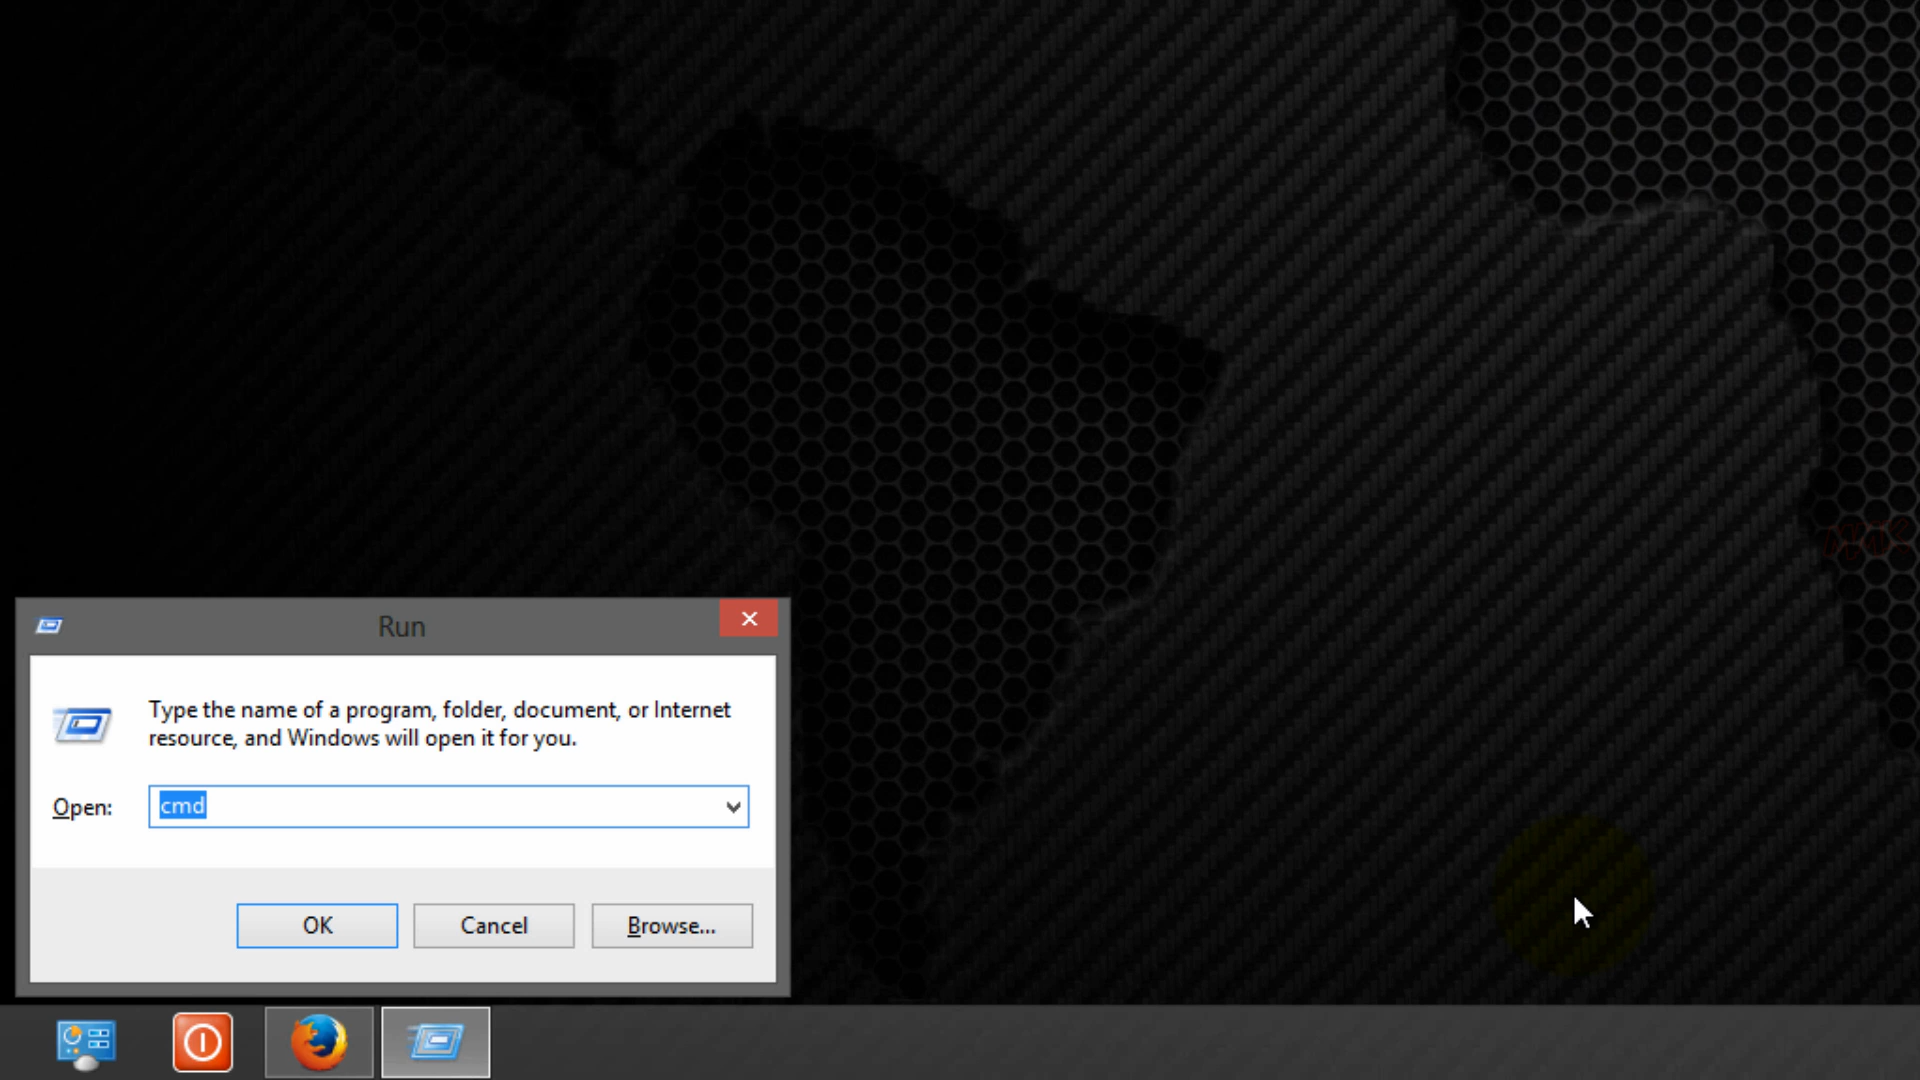 Run
Type the name of a program, folder, document, or Internet
resource, and Windows will open it for you.
Open:
cmd
OK
Cancel
Browse...